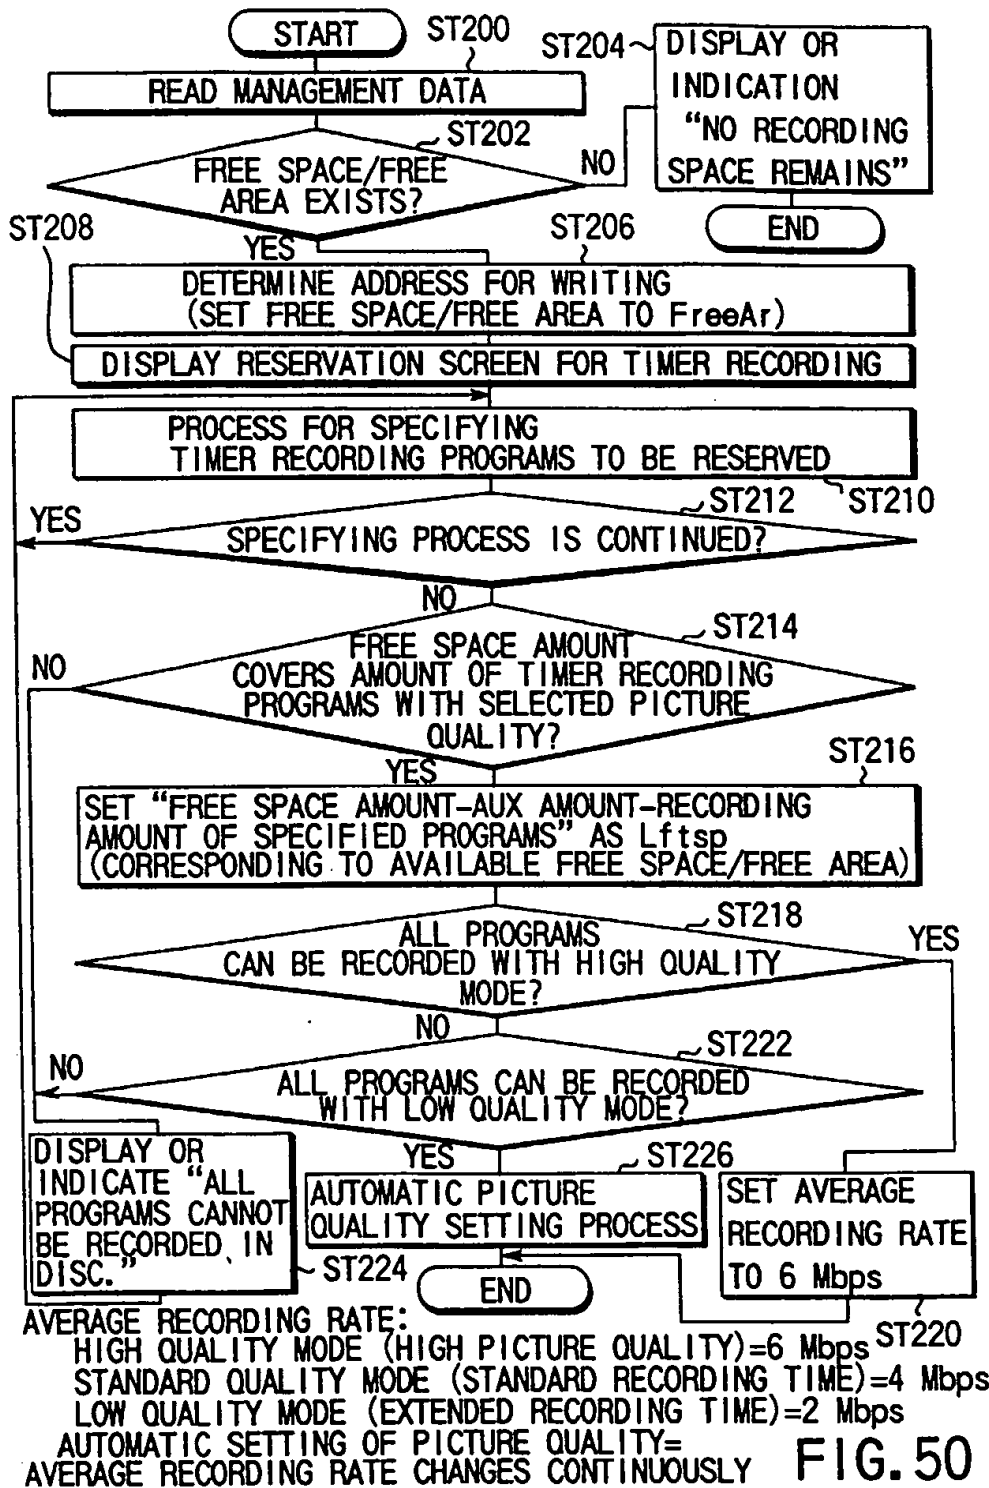 START
ST200
READ MANAGEMENT DATA
ST202
FREE SPACE/FREE
AREA EXISTS?
NO
ST204
DISPLAY OR
INDICATION
“NO RECORDING
SPACE REMAINS”
END
YES
ST206
DETERMINE ADDRESS FOR WRITING
(SET FREE SPACE/FREE AREA TO FreeAr)
ST208
DISPLAY RESERVATION SCREEN FOR TIMER RECORDING
PROCESS FOR SPECIFYING
TIMER RECORDING PROGRAMS TO BE RESERVED
ST210
ST212
YES
SPECIFYING PROCESS IS CONTINUED?
NO
ST214
NO
FREE SPACE AMOUNT
COVERS AMOUNT OF TIMER RECORDING
PROGRAMS WITH SELECTED PICTURE
QUALITY?
YES
ST216
SET “FREE SPACE AMOUNT-AUX AMOUNT-RECORDING
AMOUNT OF SPECIFIED PROGRAMS” AS Lftsp
(CORRESPONDING TO AVAILABLE FREE SPACE/FREE AREA)
ST218
ALL PROGRAMS
CAN BE RECORDED WITH HIGH QUALITY
MODE?
YES
NO
ST222
NO
ALL PROGRAMS CAN BE RECORDED
WITH LOW QUALITY MODE?
YES
DISPLAY OR
INDICATE “ALL
PROGRAMS CANNOT
BE RECORDED IN
DISC.”
ST224
ST226
AUTOMATIC PICTURE
QUALITY SETTING PROCESS
END
SET AVERAGE
RECORDING RATE
TO 6 Mbps
ST220
AVERAGE RECORDING RATE:
HIGH QUALITY MODE (HIGH PICTURE QUALITY)=6 Mbps
STANDARD QUALITY MODE (STANDARD RECORDING TIME)=4 Mbps
LOW QUALITY MODE (EXTENDED RECORDING TIME)=2 Mbps
AUTOMATIC SETTING OF PICTURE QUALITY=
AVERAGE RECORDING RATE CHANGES CONTINUOUSLY
FIG. 50